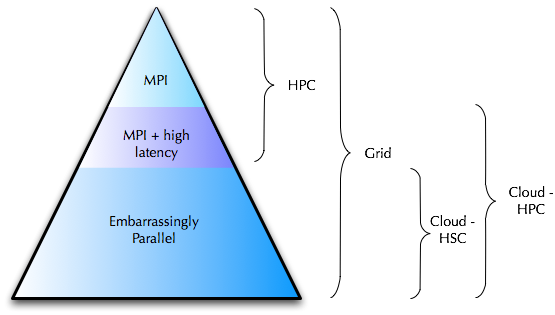 MPI
HPC
MPI + high
latency
Grid
Cloud -
HPC
Embarrassingly
Parallel
Cloud -
HSC